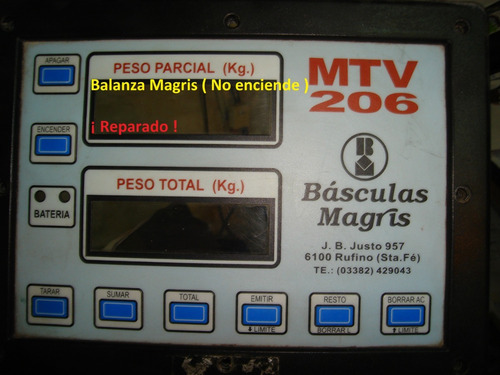 APAGAR
PESO PARCIAL (Kg.)
Balanza Magris ( No enciende )
¡ Reparado !
MTV
206
ENCENDER
BATERIA
PESO TOTAL (Kg.)
BM
Básculas
Magris
J. B. Justo 957
6100 Rufino (Sta.Fé)
TE.: (03382) 429043
TARAR
SUMAR
TOTAL
EMITIR
LIMITE
RESTO
BORRAR
BORRAR AC
LIMITE